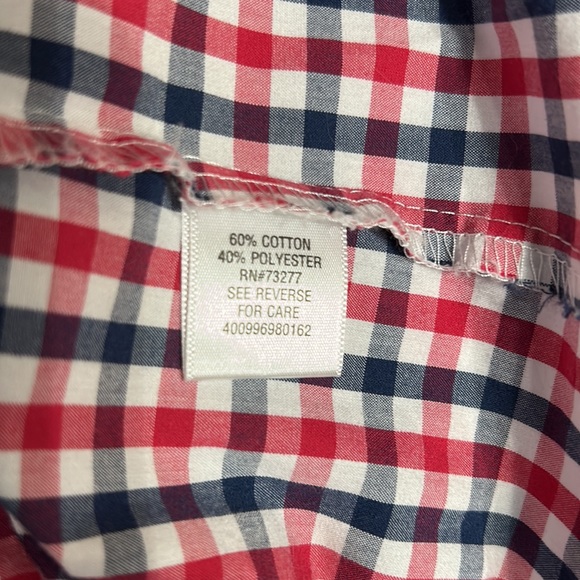 60% COTTON
40% POLYESTER
RN#73277
SEE REVERSE
FOR CARE
400996980162